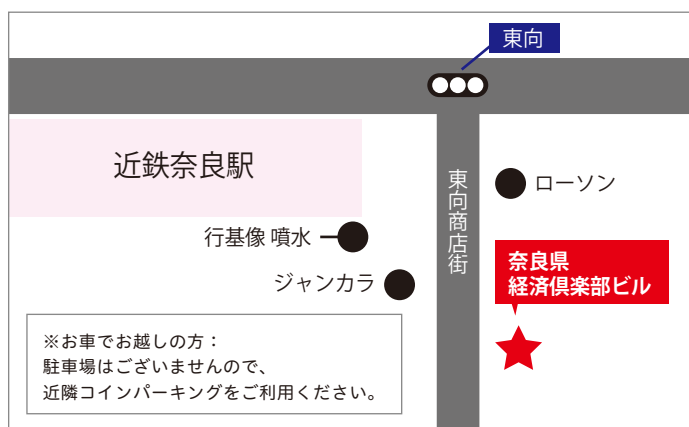 東向
近鉄奈良駅
東向商店街
ローソン
行基像 噴水
ジャンカラ
奈良県
経済倶楽部ビル
※お車でお越しの方：
駐車場はございませんので、
近隣コインパーキングをご利用ください。